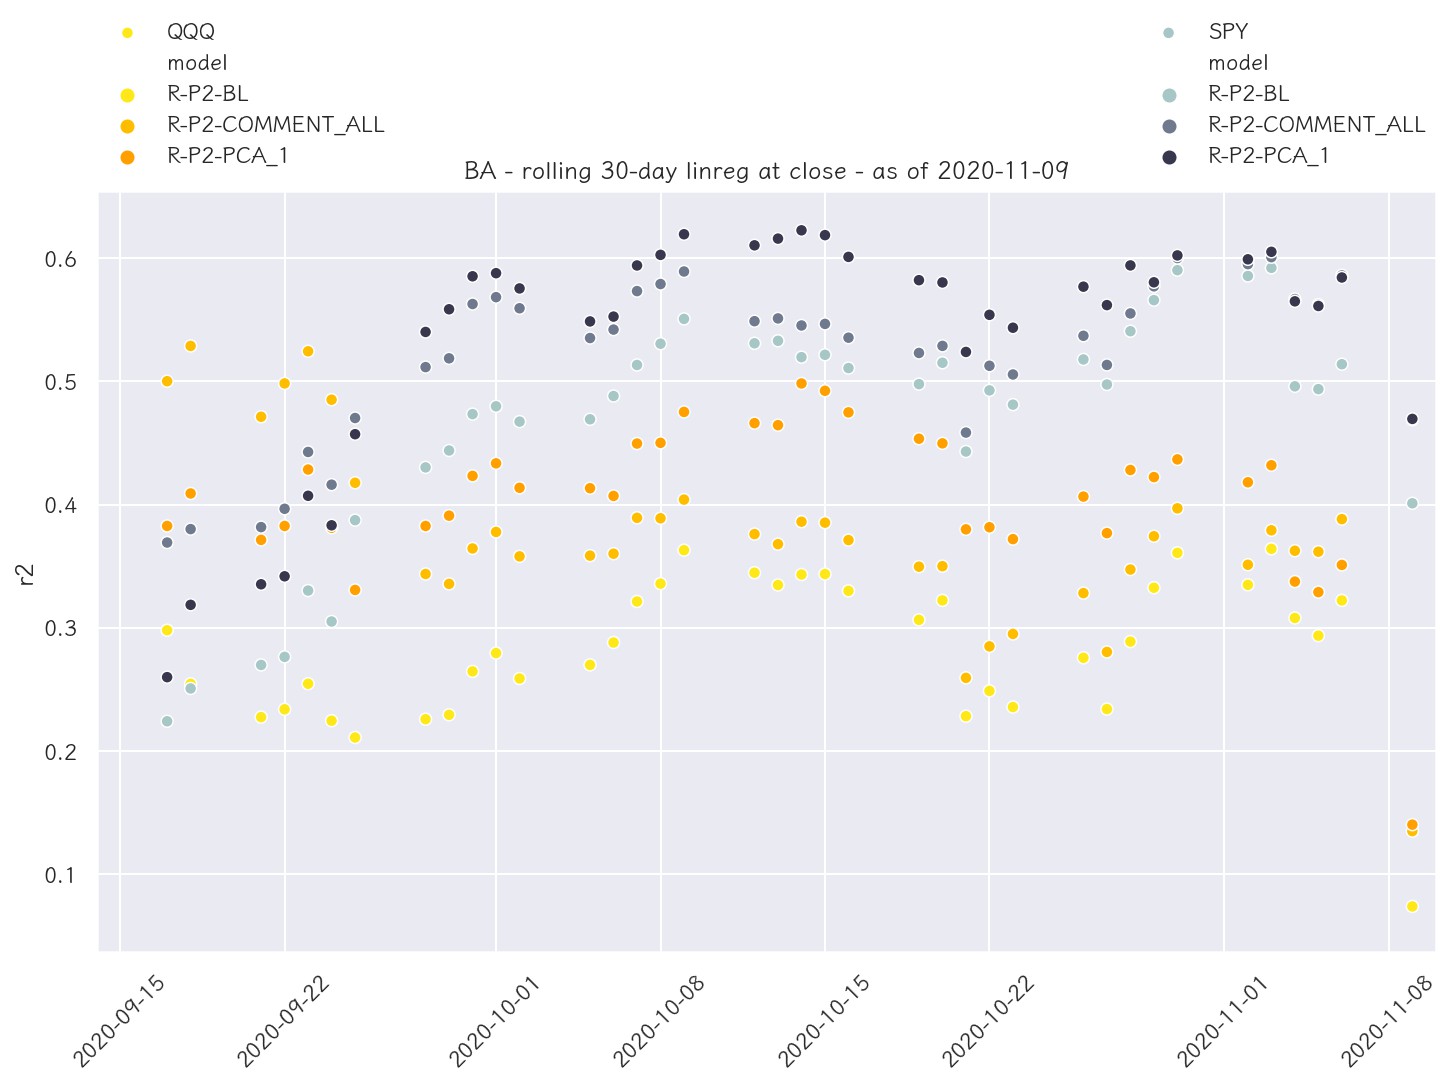 QQQ
model
R-P2-BL
R-P2-COMMENT_ALL
R-P2-PCA_1
SPY
model
R-P2-BL
R-P2-COMMENT_ALL
R-P2-PCA_1
BA - rolling 30-day linreg at close - as of 2020-11-09
r2
0.6
0.5
0.4
0.3
0.2
0.1
2020-09-15
2020-09-22
2020-10-01
2020-10-08
2020-10-15
2020-10-22
2020-11-01
2020-11-08